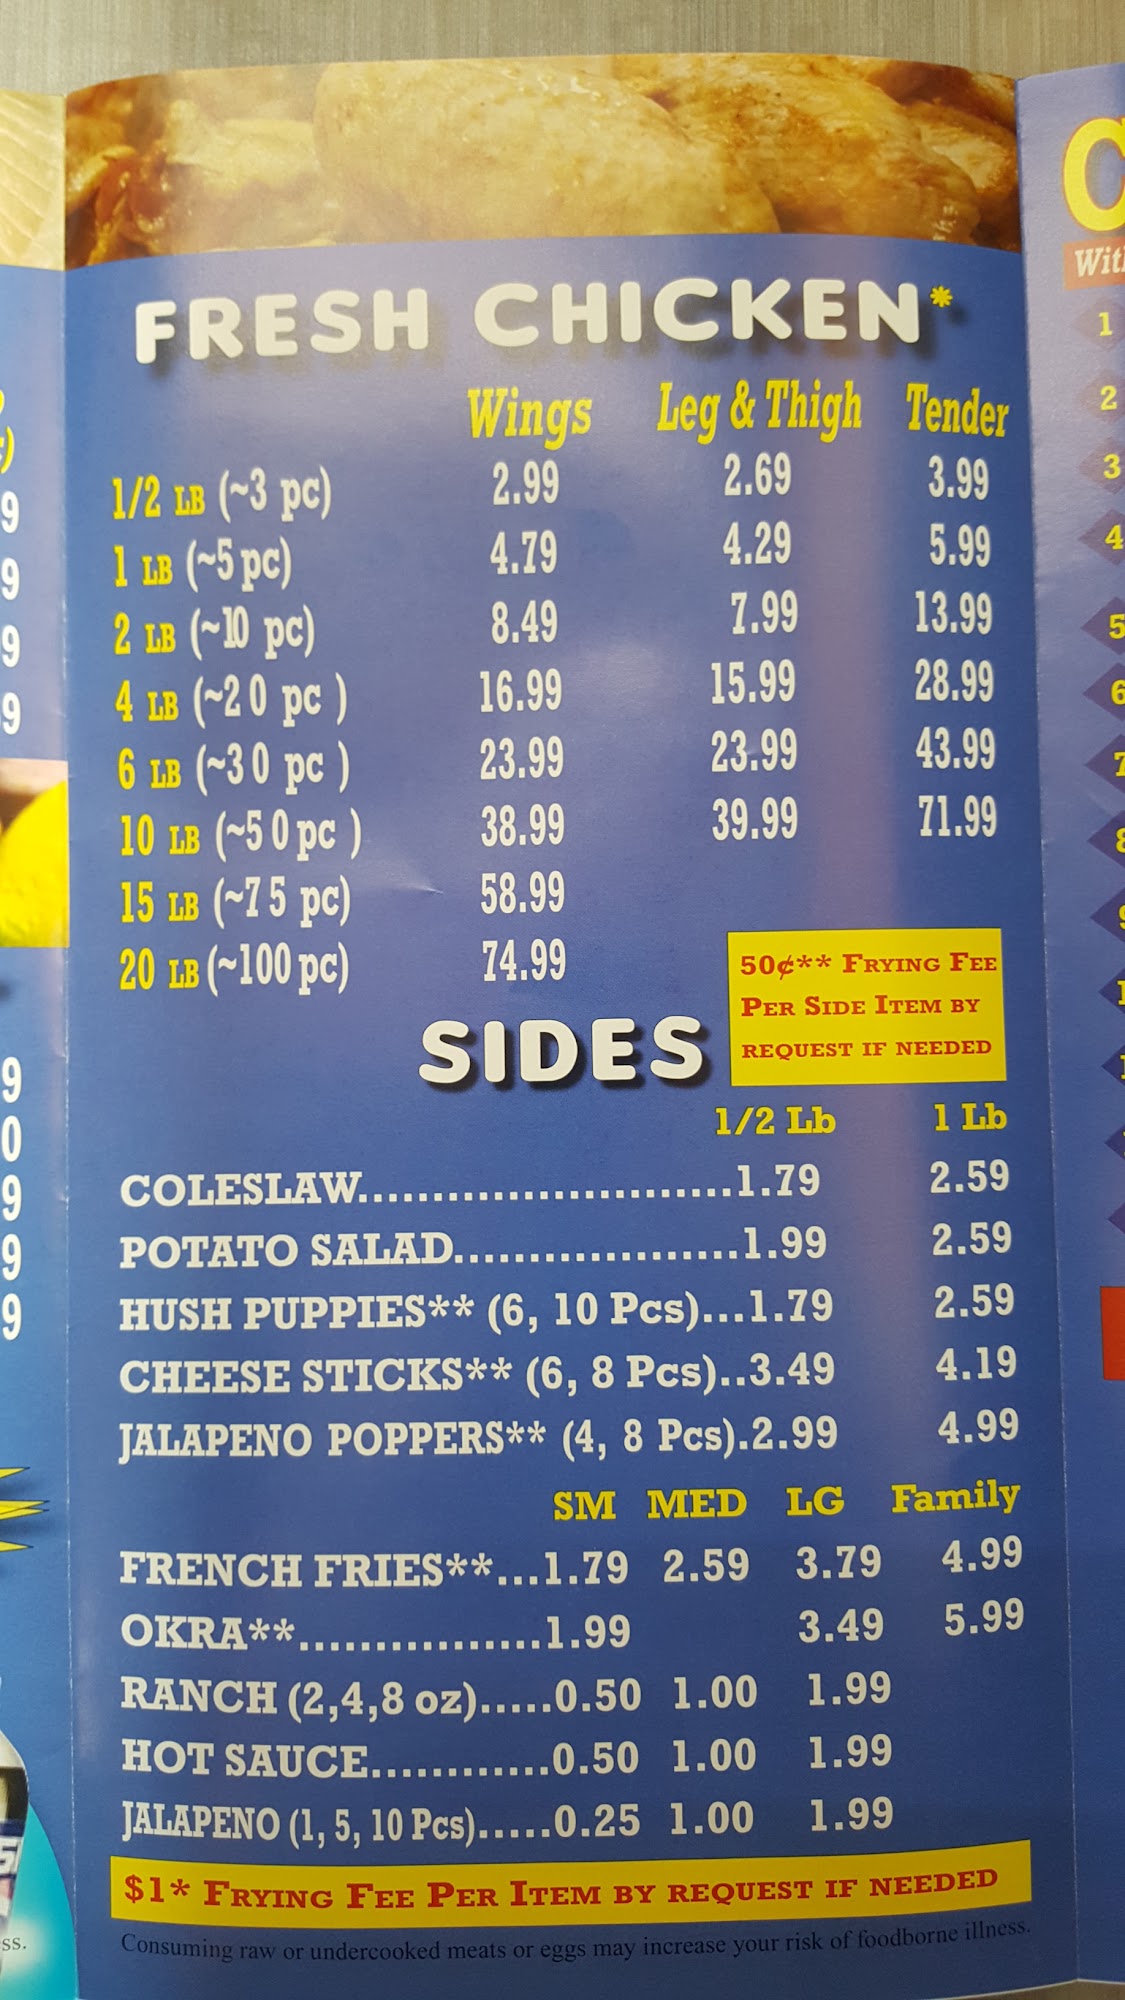 FRESH CHICKEN*
Wings Leg & Thigh Tender
1/2 LB (~3 pc) 2.99 2.69 3.99
1 LB (~5 pc) 4.79 4.29 5.99
2 LB (~10 pc) 8.49 7.99 13.99
4 LB (~20 pc ) 16.99 15.99 28.99
6 LB (~30 pc ) 23.99 23.99 43.99
10 LB (~50 pc ) 38.99 39.99 71.99
15 LB (~75 pc) 58.99
20 LB (~100 pc) 74.99
50¢** FRYING FEE
PER SIDE ITEM BY
REQUEST IF NEEDED
SIDES
1/2 Lb 1 Lb
COLESLAW.........................1.79 2.59
POTATO SALAD...................1.99 2.59
HUSH PUPPIES** (6, 10 Pcs)...1.79 2.59
CHEESE STICKS** (6, 8 Pcs)..3.49 4.19
JALAPENO POPPERS** (4, 8 Pcs).2.99 4.99
SM MED LG Family
FRENCH FRIES**...1.79 2.59 3.79 4.99
OKRA**................1.99 3.49 5.99
RANCH (2,4,8 oz).....0.50 1.00 1.99
HOT SAUCE............0.50 1.00 1.99
JALAPENO (1, 5, 10 Pcs).....0.25 1.00 1.99
$1* FRYING FEE PER ITEM BY REQUEST IF NEEDED
Consuming raw or undercooked meats or eggs may increase your risk of foodborne illness.
ss.
With
1
2
3
4
5
6
7